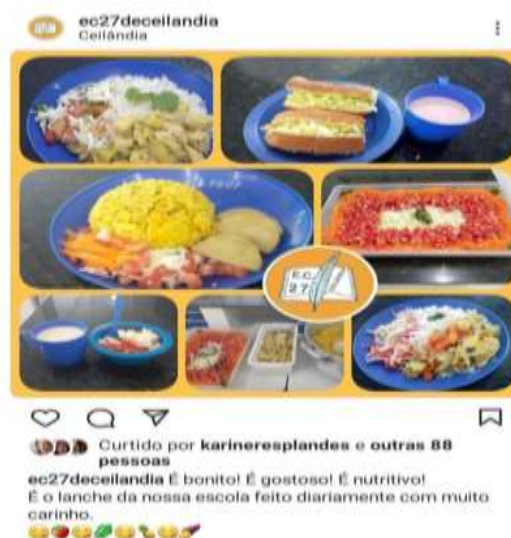 ec27deceilandia
Ceilândia
E.C.
27
Curtido por karineresplandes e outras 88
pessoas
ec27deceilandia É bonito! É gostoso! É nutritivo!
É o lanche da nossa escola feito diariamente com muito
carinho.